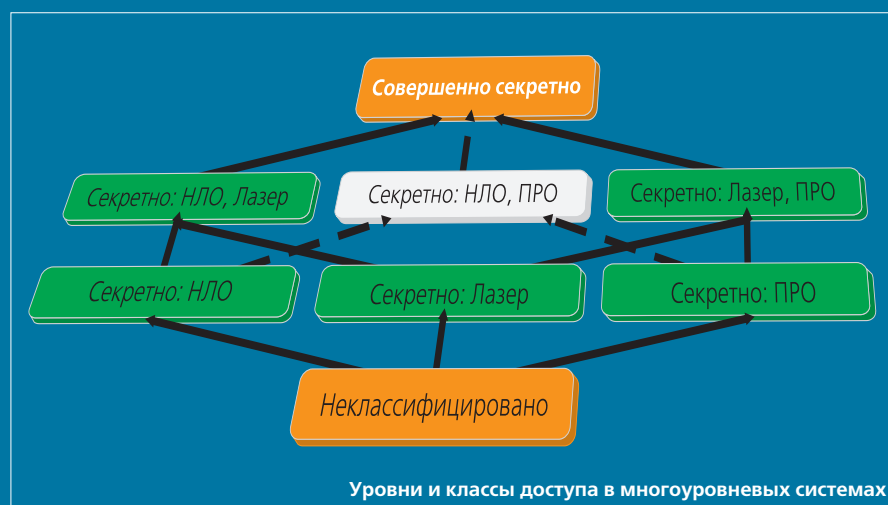 Совершенно секретно
Секретно: НЛО, Лазер
Секретно: НЛО, ПРО
Секретно: Лазер, ПРО
Секретно: НЛО
Секретно: Лазер
Секретно: ПРО
Неклассифицировано
Уровни и классы доступа в многоуровневых системах